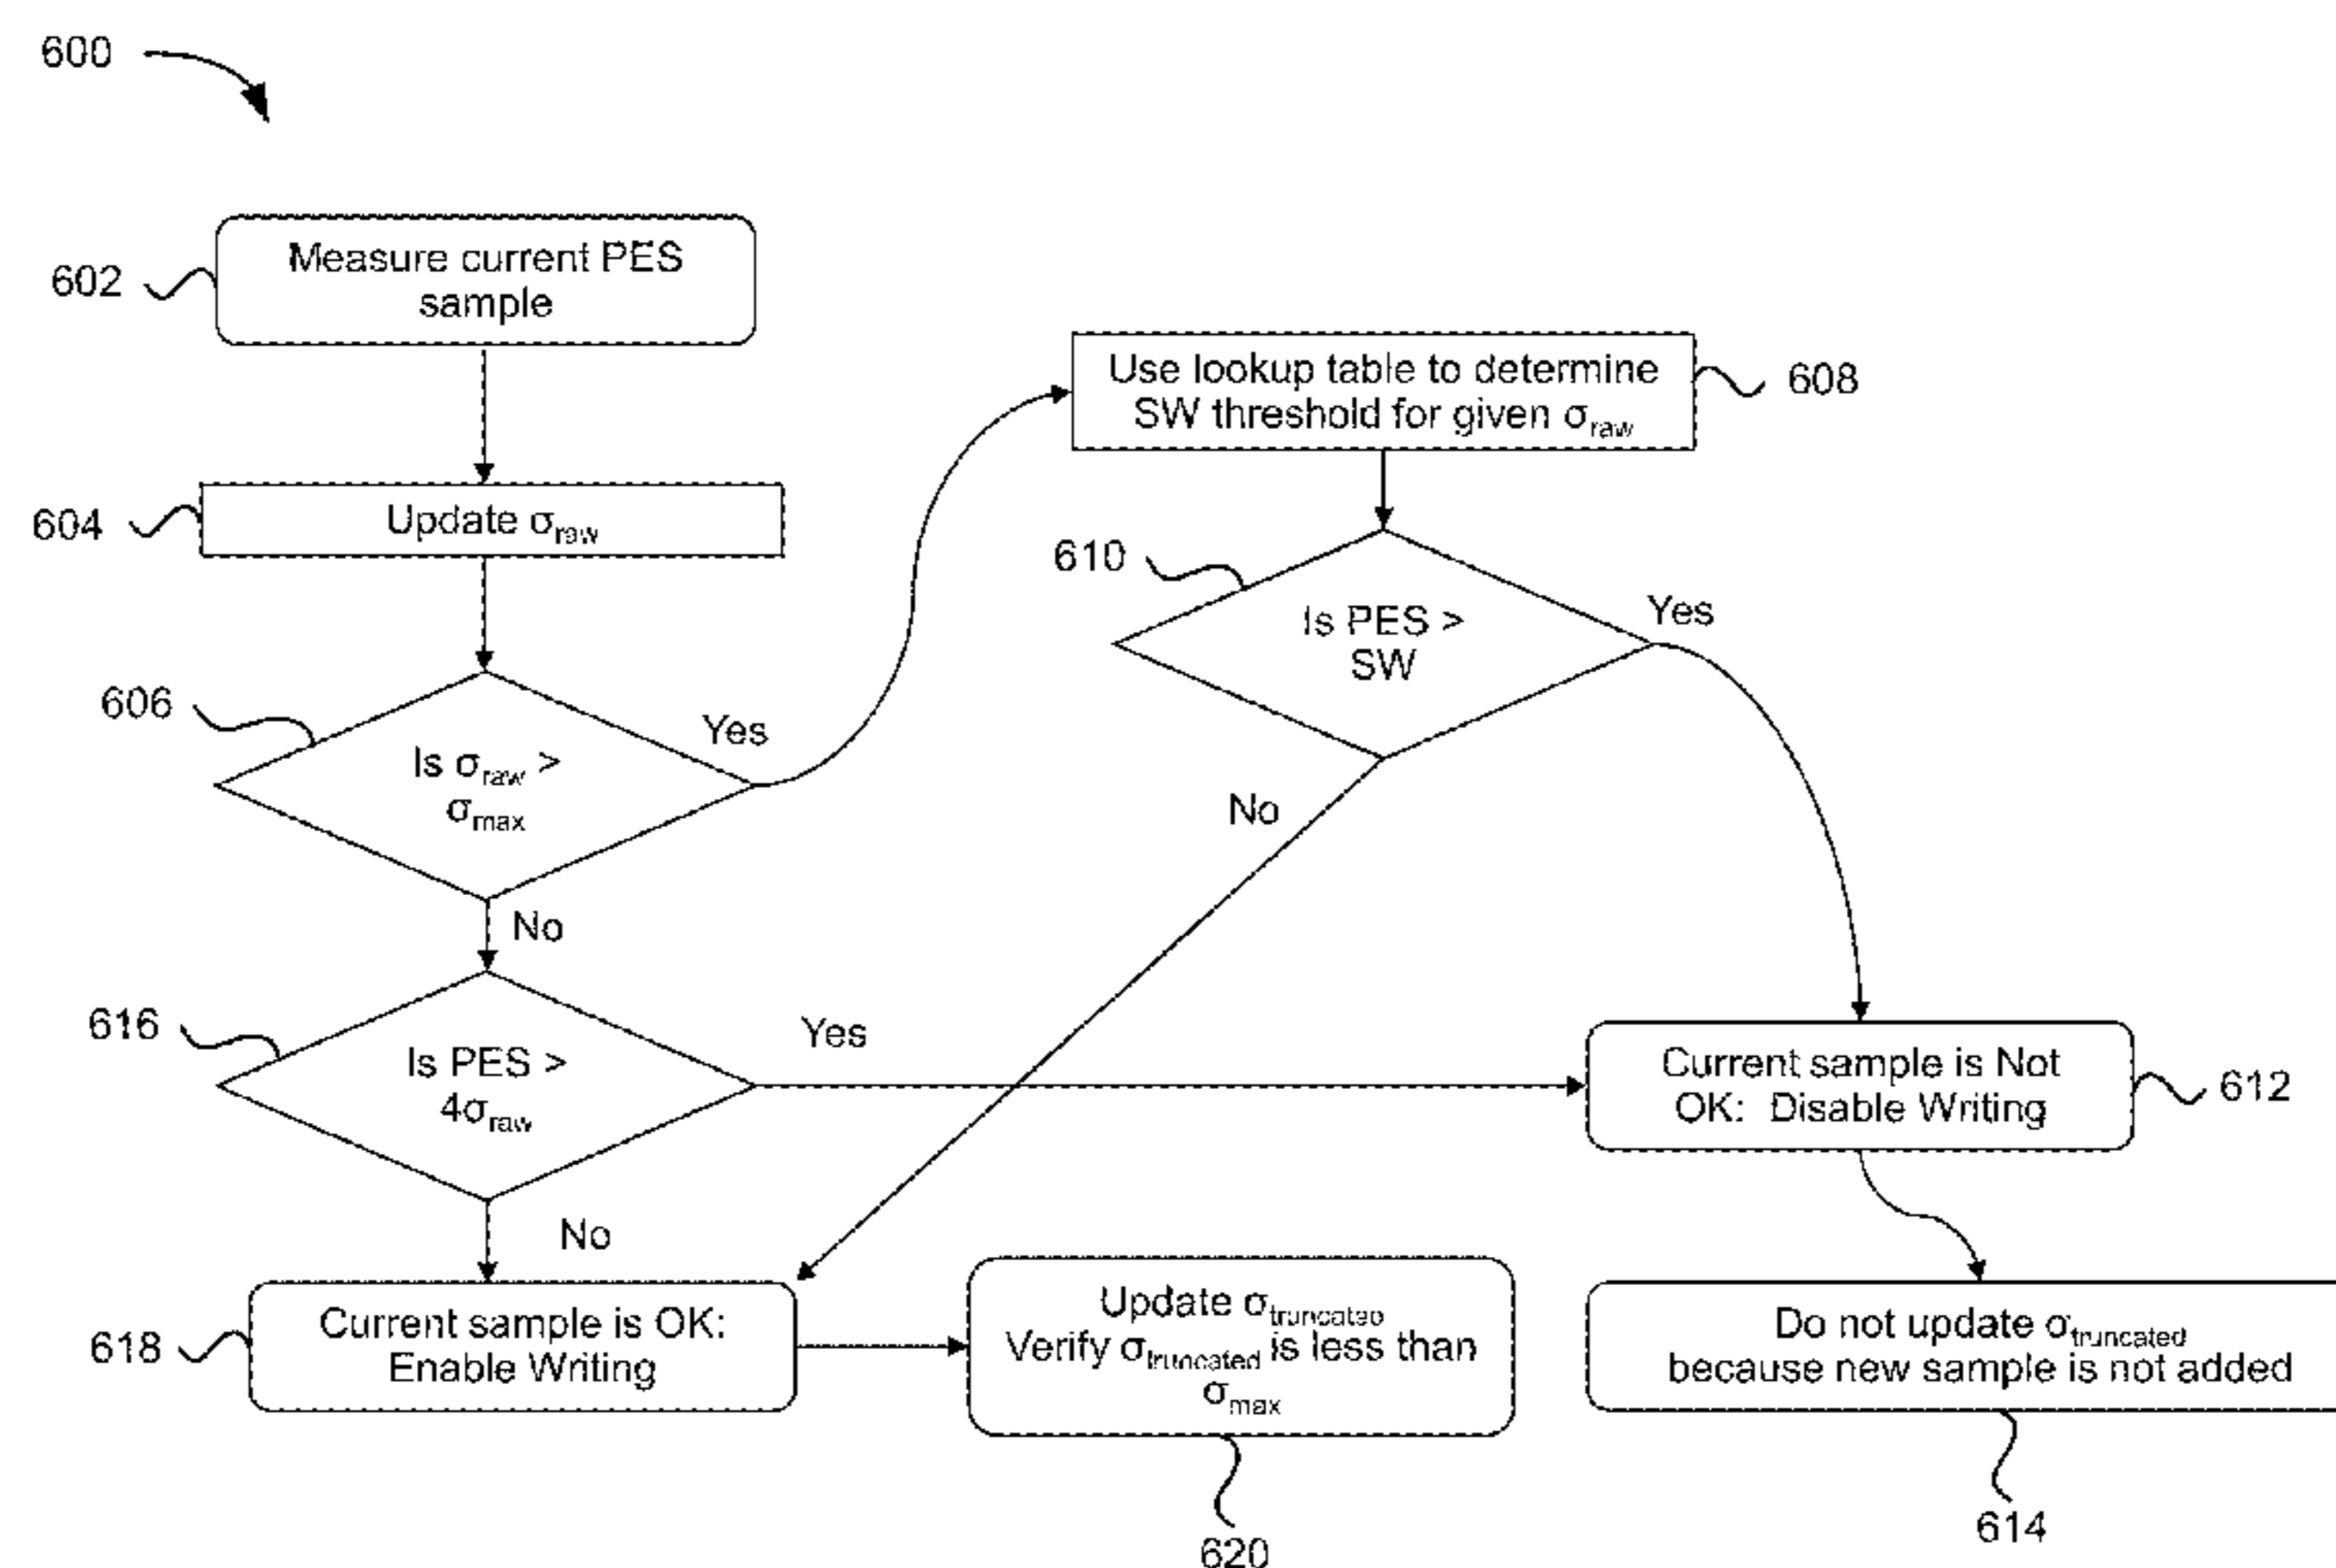 600
602
Measure current PES
sample
604
Update σraw
606
Is σraw >
σmax
Yes
No
608
Use lookup table to determine
SW threshold for given σraw
610
Is PES >
SW
Yes
No
616
Is PES >
4σraw
Yes
No
612
Current sample is Not
OK: Disable Writing
618
Current sample is OK:
Enable Writing
Update σtruncated
Verify σtruncated is less than
σmax
620
Do not update σtruncated
because new sample is not added
614